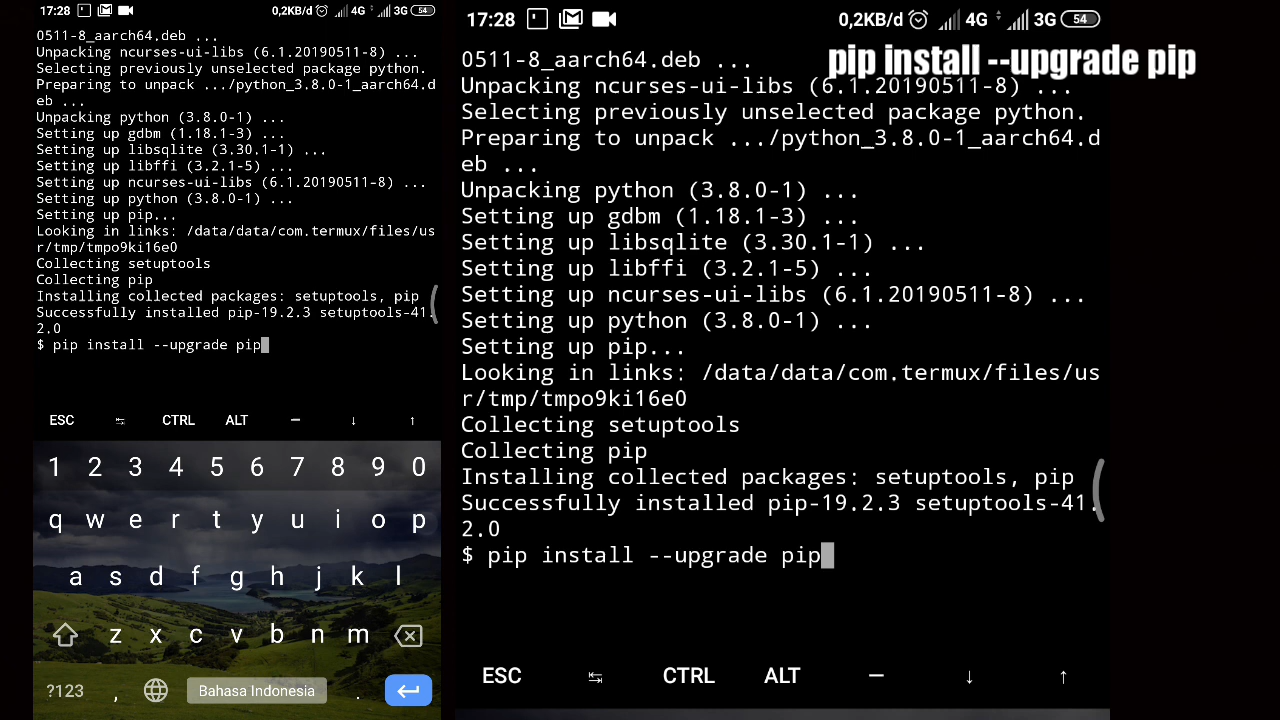 17:28 0,2KB/d 4G 3G 54
0511-8_aarch64.deb ...
Unpacking ncurses-ui-libs (6.1.20190511-8) ...
Selecting previously unselected package python.
Preparing to unpack .../python_3.8.0-1_aarch64.d
eb ...
Unpacking python (3.8.0-1) ...
Setting up gdbm (1.18.1-3) ...
Setting up libsqlite (3.30.1-1) ...
Setting up libffi (3.2.1-5) ...
Setting up ncurses-ui-libs (6.1.20190511-8) ...
Setting up python (3.8.0-1) ...
Setting up pip...
Looking in links: /data/data/com.termux/files/us
r/tmp/tmpo9ki16e0
Collecting setuptools
Collecting pip
Installing collected packages: setuptools, pip
Successfully installed pip-19.2.3 setuptools-41.
2.0
$ pip install --upgrade pip
ESC ↹ CTRL ALT — ↓ ↑
1 2 3 4 5 6 7 8 9 0
q w e r t y u i o p
a s d f g h j k l
z x c v b n m
?123 , Bahasa Indonesia .
17:28 0,2KB/d 4G 3G 54
pip install --upgrade pip
0511-8_aarch64.deb ...
Unpacking ncurses-ui-libs (6.1.20190511-8) ...
Selecting previously unselected package python.
Preparing to unpack .../python_3.8.0-1_aarch64.d
eb ...
Unpacking python (3.8.0-1) ...
Setting up gdbm (1.18.1-3) ...
Setting up libsqlite (3.30.1-1) ...
Setting up libffi (3.2.1-5) ...
Setting up ncurses-ui-libs (6.1.20190511-8) ...
Setting up python (3.8.0-1) ...
Setting up pip...
Looking in links: /data/data/com.termux/files/us
r/tmp/tmpo9ki16e0
Collecting setuptools
Collecting pip
Installing collected packages: setuptools, pip
Successfully installed pip-19.2.3 setuptools-41.
2.0
$ pip install --upgrade pip
ESC ↹ CTRL ALT — ↓ ↑